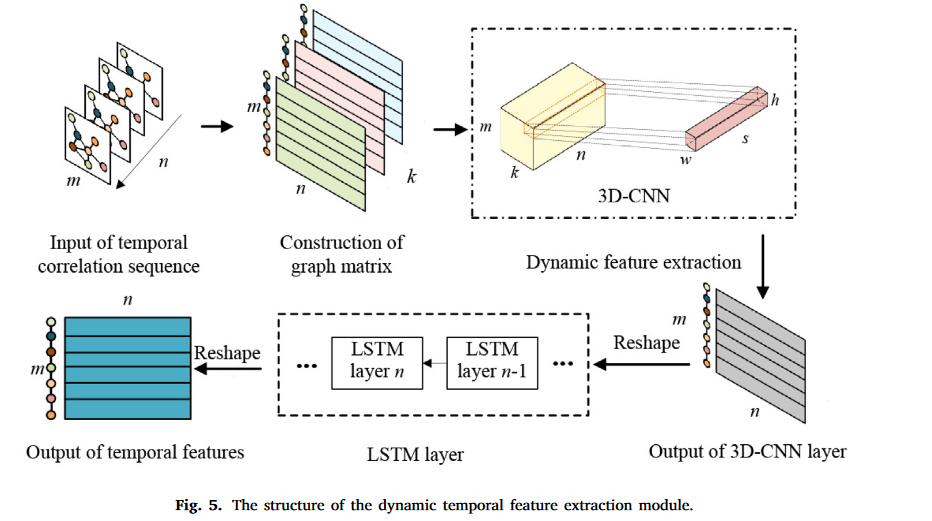 m
n
m
n
k
m
k
n
w
s
h
3D-CNN
Input of temporal
correlation sequence
Construction of
graph matrix
Dynamic feature extraction
n
m
Reshape
•••
LSTM
layer n
LSTM
layer n-1
•••
Reshape
m
n
Output of temporal features
LSTM layer
Output of 3D-CNN layer
Fig. 5. The structure of the dynamic temporal feature extraction module.